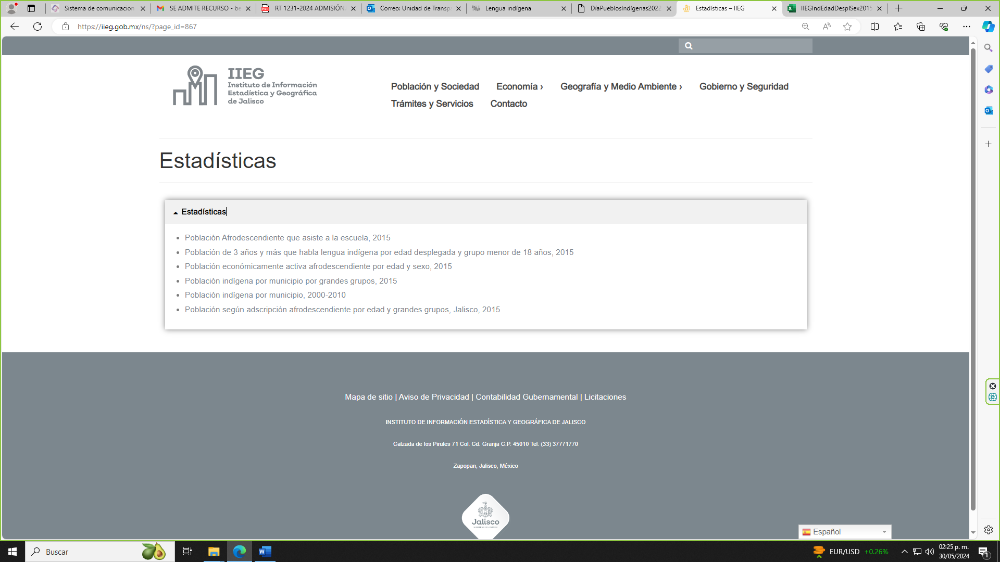 Sistema de comunicacion
SE ADMITE RECURSO - be
RT 1231-2024 ADMISIÓN.
Correo: Unidad de Transpa
Lengua indígena
DíaPueblosIndígenas2022
Estadísticas – IIEG
IIEGIndEdadDesplSex2015
https://iieg.gob.mx/ns/?page_id=867
IIEG
Instituto de Información
Estadística y Geográfica
de Jalisco
Población y Sociedad
Economía ›
Geografía y Medio Ambiente ›
Gobierno y Seguridad
Trámites y Servicios
Contacto
Estadísticas
Estadísticas
Población Afrodescendiente que asiste a la escuela, 2015
Población de 3 años y más que habla lengua indígena por edad desplegada y grupo menor de 18 años, 2015
Población económicamente activa afrodescendiente por edad y sexo, 2015
Población indígena por municipio por grandes grupos, 2015
Población indígena por municipio, 2000-2010
Población según adscripción afrodescendiente por edad y grandes grupos, Jalisco, 2015
Mapa de sitio | Aviso de Privacidad | Contabilidad Gubernamental | Licitaciones
INSTITUTO DE INFORMACIÓN ESTADÍSTICA Y GEOGRÁFICA DE JALISCO
Calzada de los Pirules 71 Col. Cd. Granja C.P. 45010 Tel. (33) 37771770
Zapopan, Jalisco, México
Jalisco
Español
Buscar
EUR/USD +0.26%
02:25 p. m.
30/05/2024
1